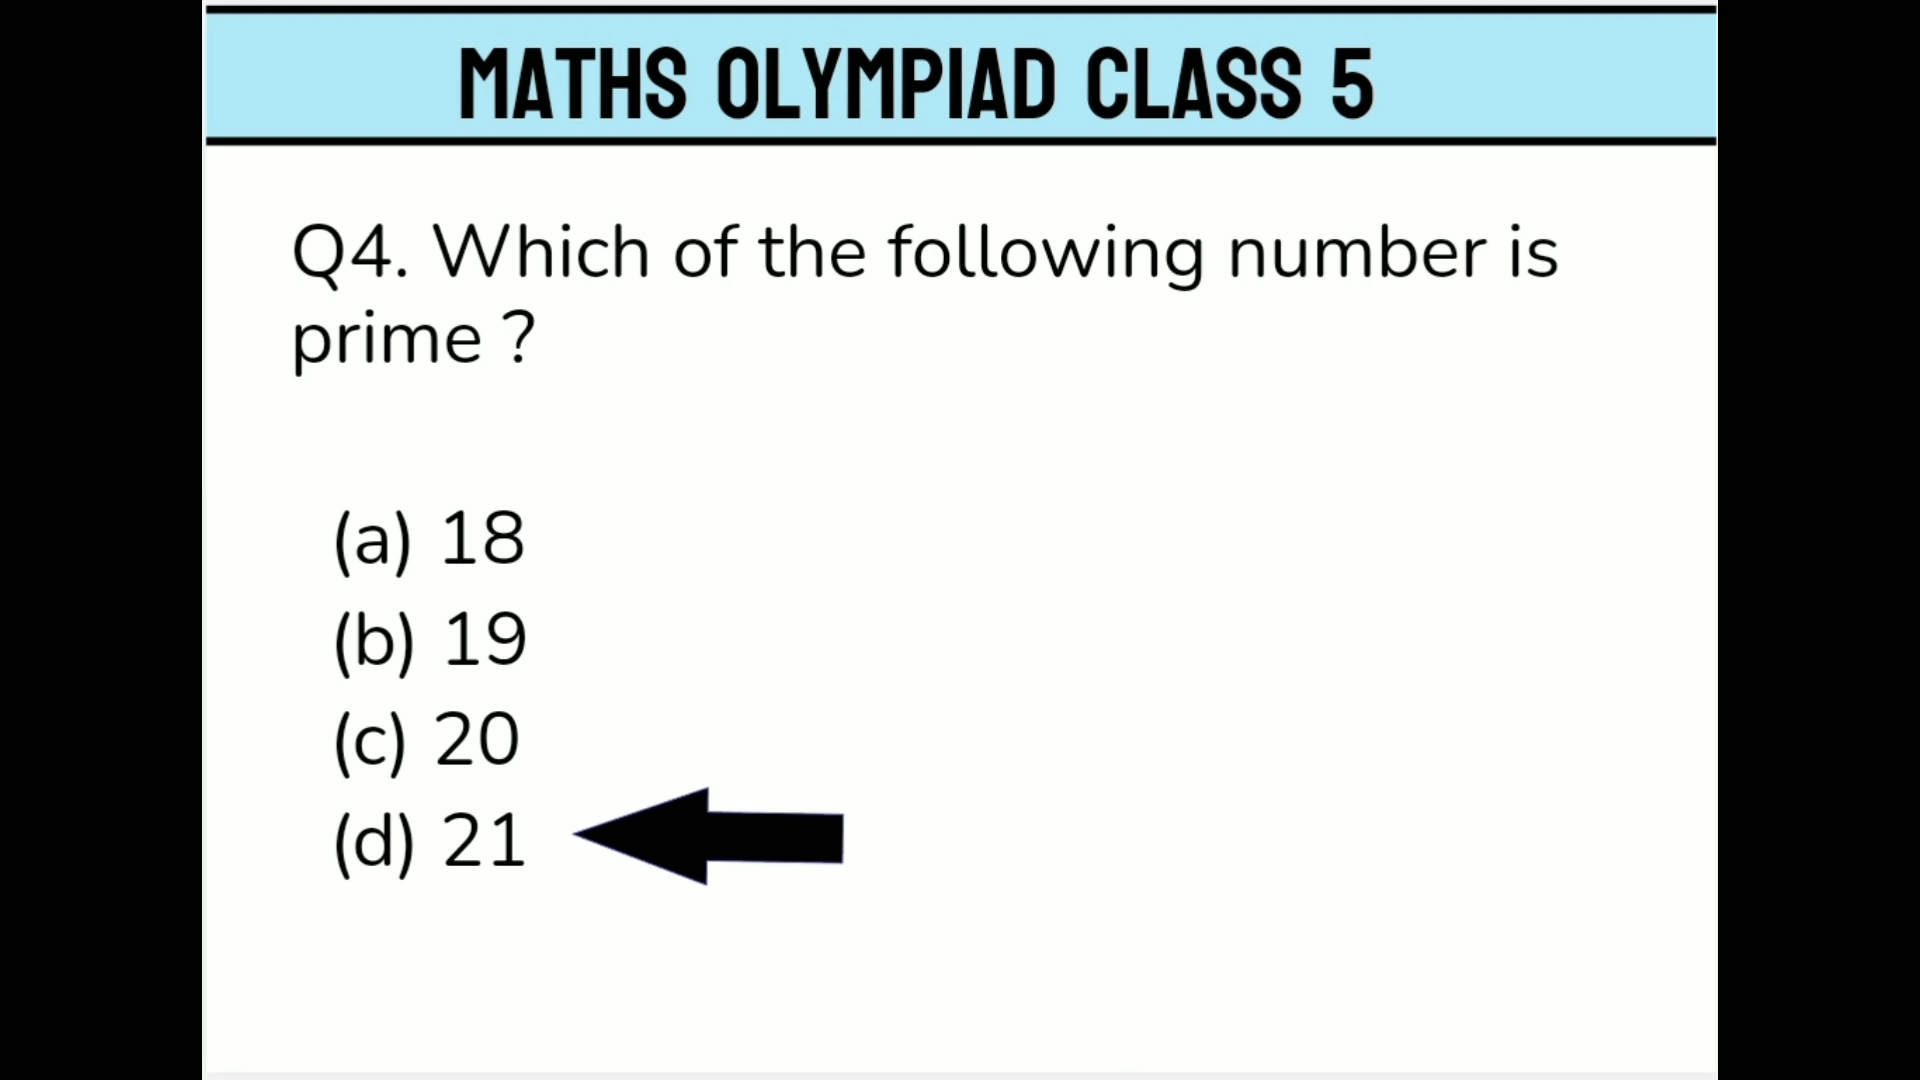 MATHS OLYMPIAD CLASS 5
Q4. Which of the following number is
prime ?
(a) 18
(b) 19
(c) 20
(d) 21